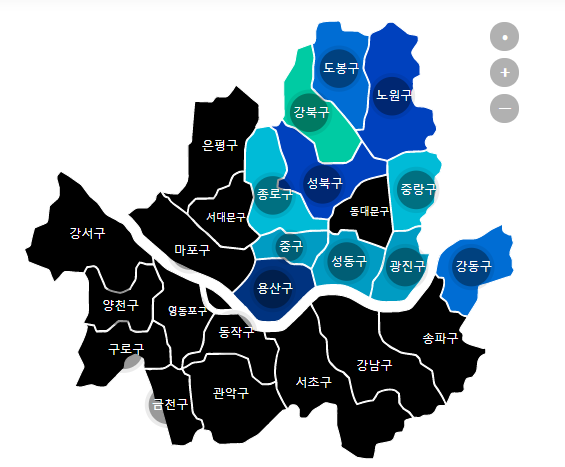 도봉구
노원구
강북구
은평구
성북구
중랑구
종로구
서대문구
동대문구
강서구
마포구
중구
성동구
광진구
강동구
용산구
양천구
영등포구
동작구
송파구
구로구
강남구
서초구
관악구
금천구